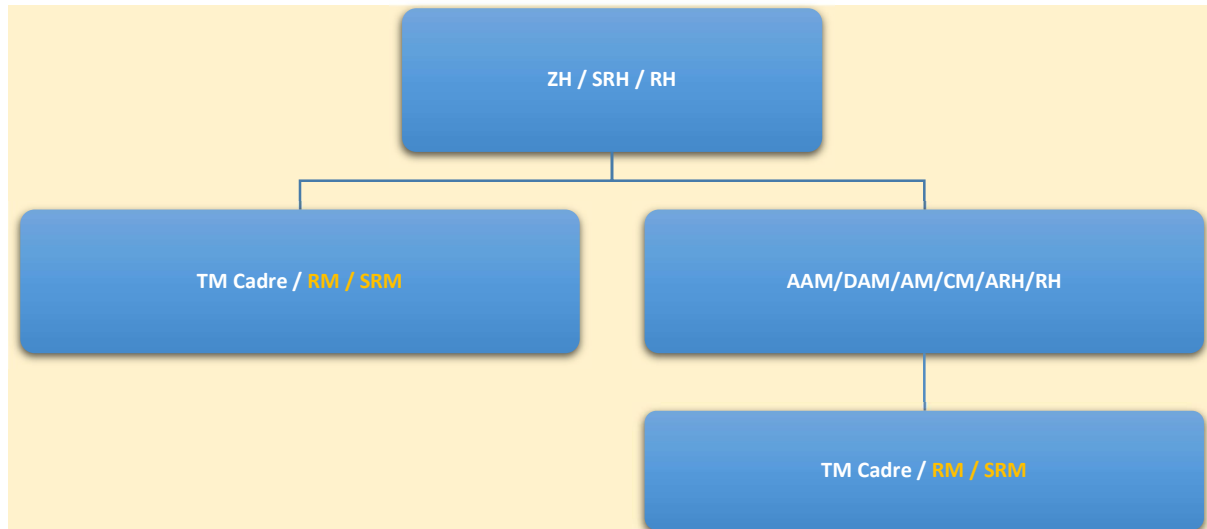 ZH / SRH / RH
TM Cadre / RM / SRM
AAM/DAM/AM/CM/ARH/RH
TM Cadre / RM / SRM